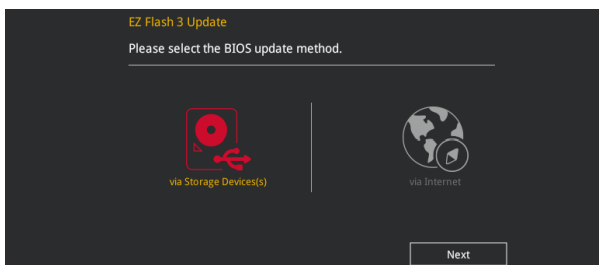 EZ Flash 3 Update
Please select the BIOS update method.
via Storage Devices(s)
via Internet
Next